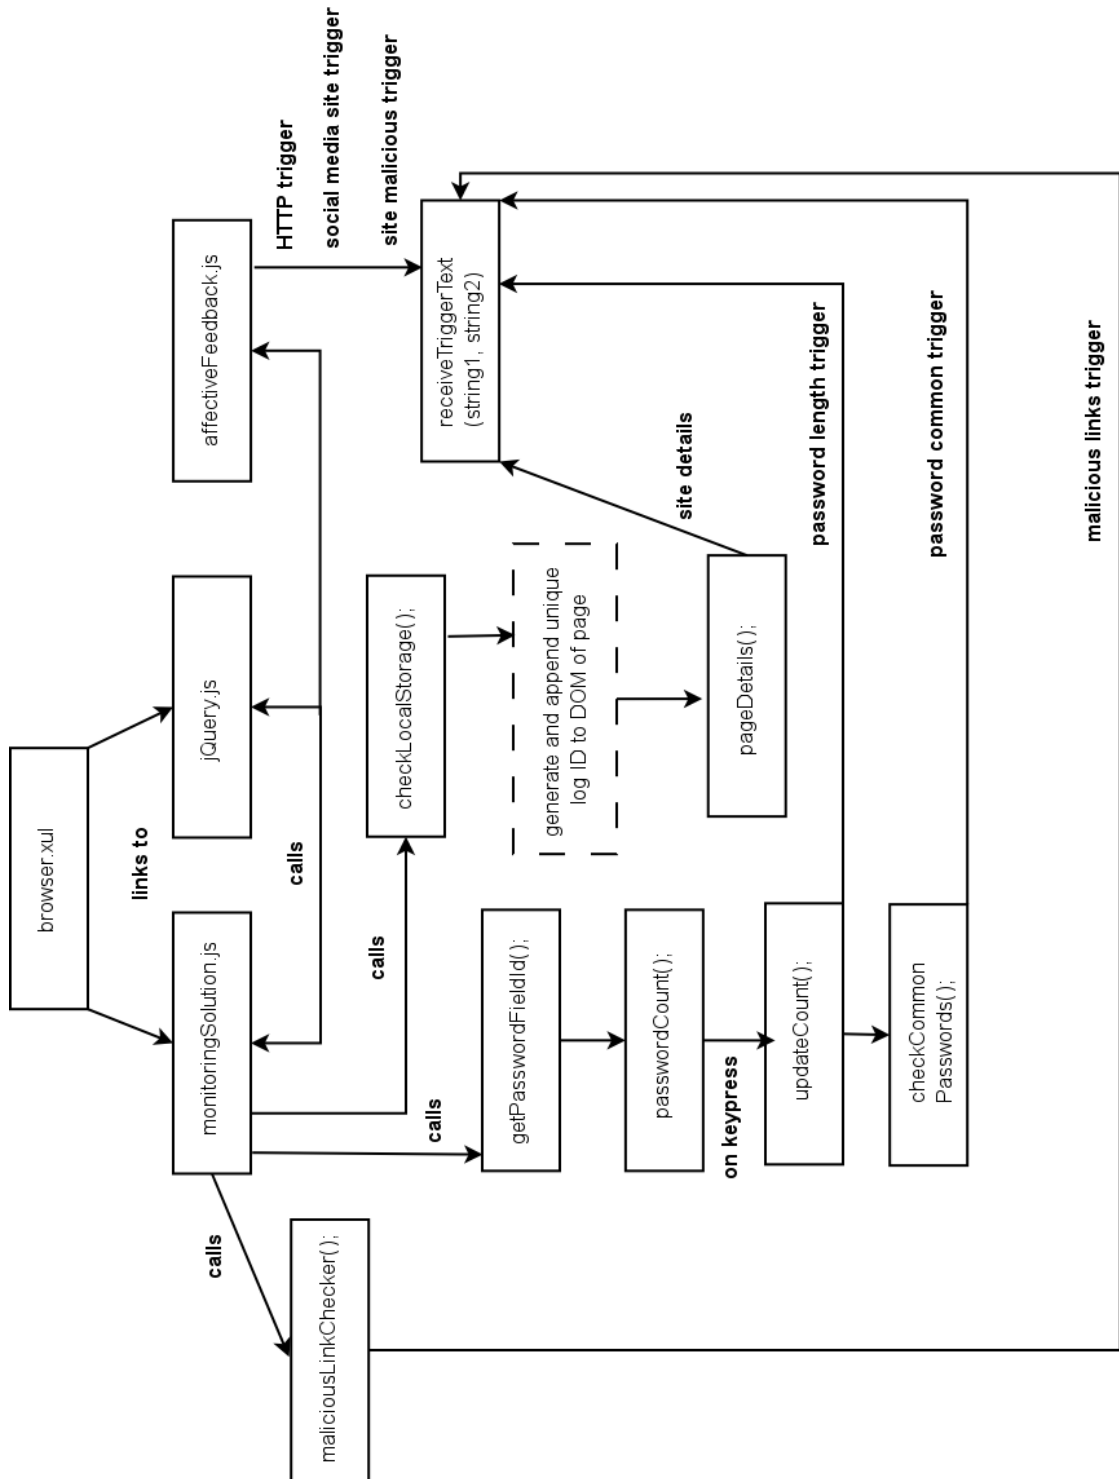 browser.xul
links to
monitoringSolution.js
jQuery.js
affectiveFeedback.js
calls
HTTP trigger
social media site trigger
site malicious trigger
calls
maliciousLinkChecker();
calls
calls
checkLocalStorage();
receiveTriggerText
(string1, string2)
getPasswordFieldId();
generate and append unique
log ID to DOM of page
site details
passwordCount();
pageDetails();
on keypress
updateCount();
password length trigger
checkCommon
Passwords();
password common trigger
malicious links trigger